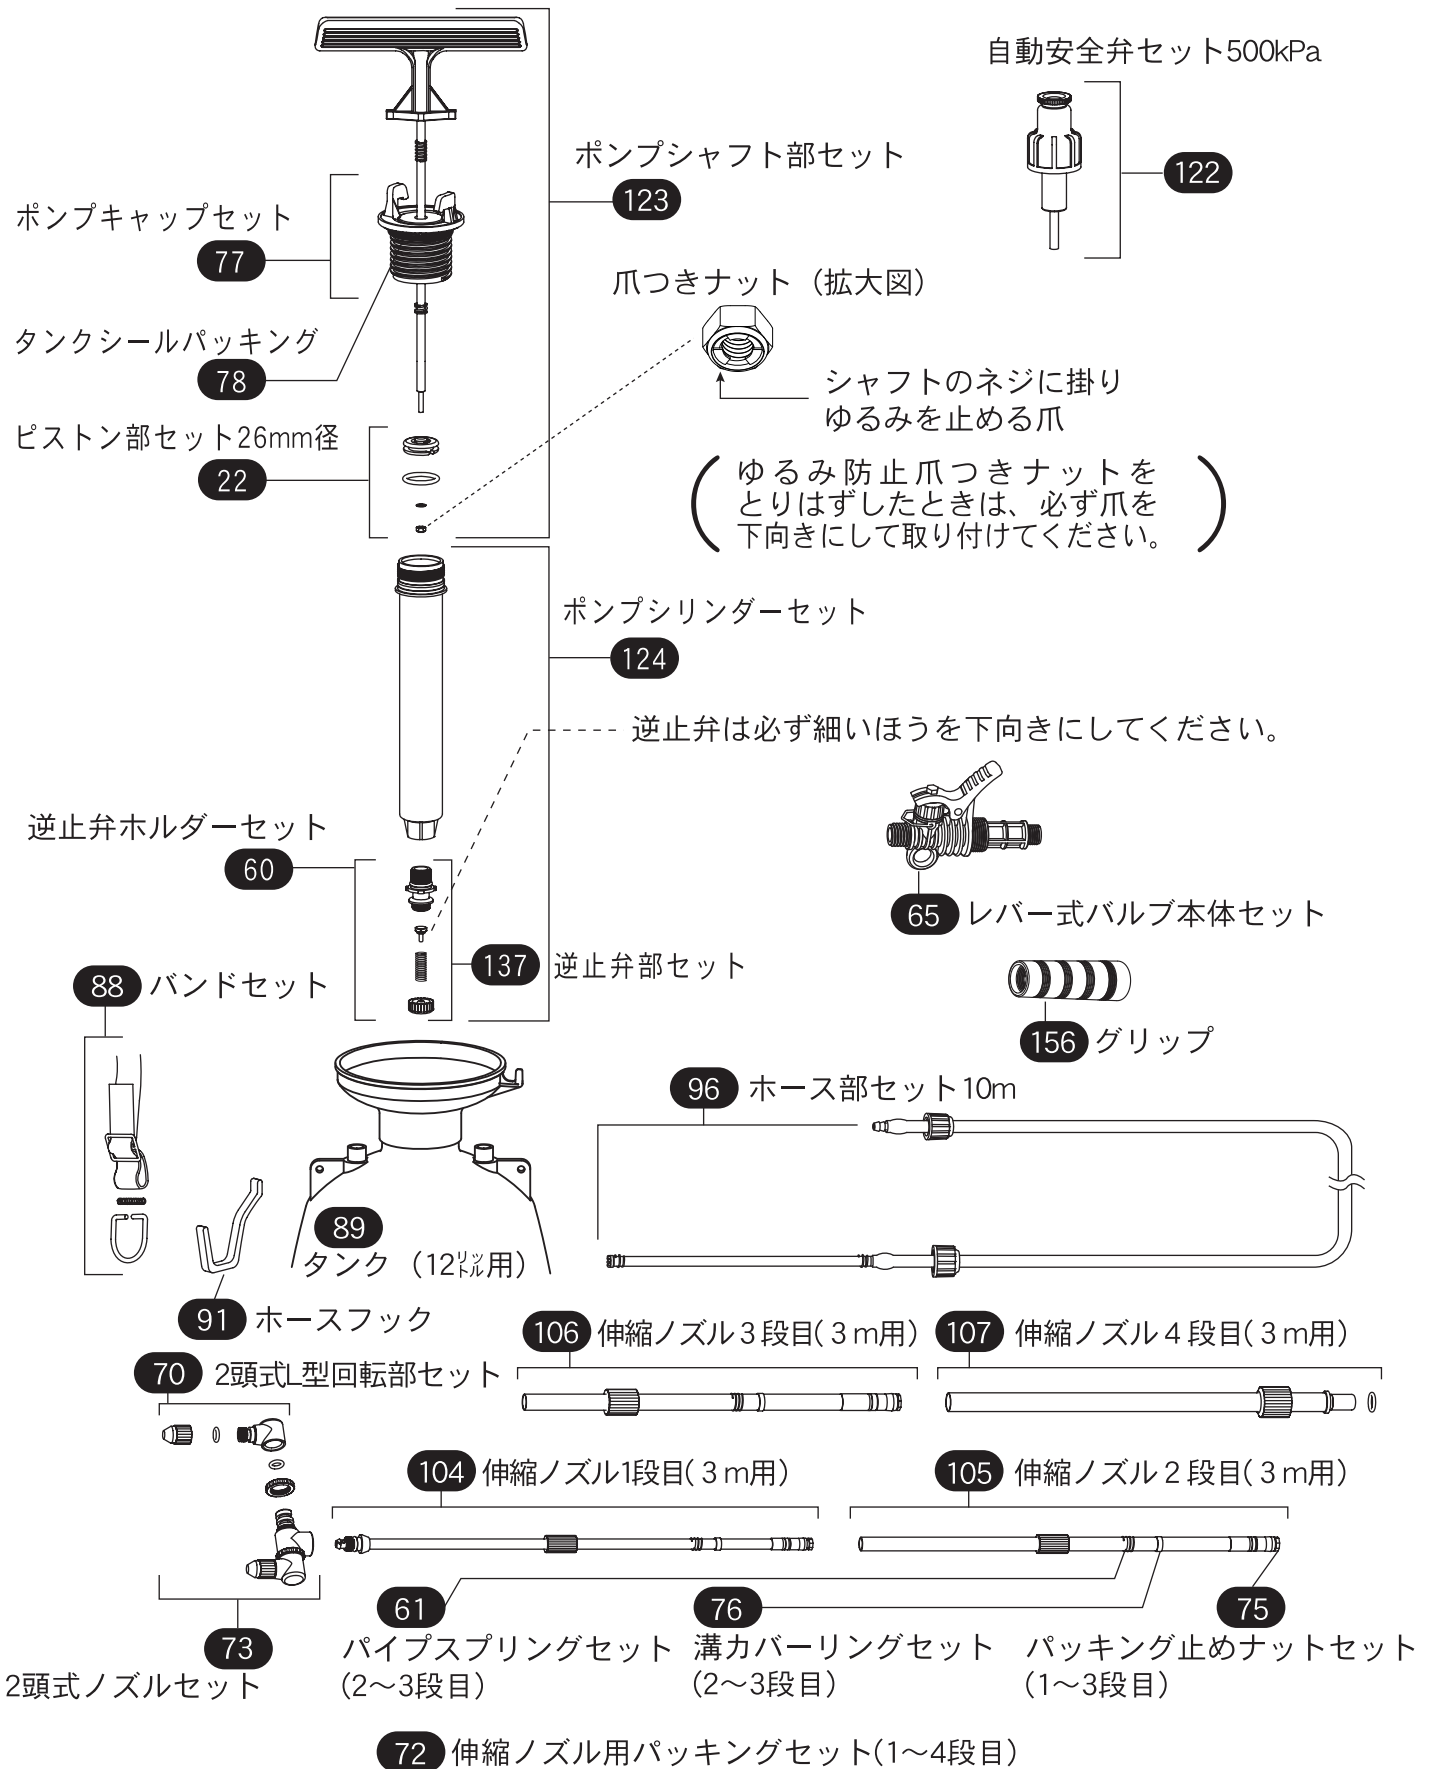 自動安全弁セット500kPa
122
ポンプシャフト部セット
123
ポンプキャップセット
77
爪つきナット（拡大図）
タンクシールパッキング
78
シャフトのネジに掛り
ゆるみを止める爪
ピストン部セット26mm径
22
ゆるみ防止爪つきナットを
とりはずしたときは、必ず爪を
下向きにして取り付けてください。
ポンプシリンダーセット
124
逆止弁は必ず細いほうを下向きにしてください。
逆止弁ホルダーセット
60
65 レバー式バルブ本体セット
137 逆止弁部セット
88 バンドセット
156 グリップ
96 ホース部セット10m
89
タンク（12リットル用）
91 ホースフック
106 伸縮ノズル３段目(３m用)
107 伸縮ノズル４段目(３m用)
70 2頭式L型回転部セット
104 伸縮ノズル1段目(３m用)
105 伸縮ノズル２段目(３m用)
61
パイプスプリングセット
(2〜3段目)
76
溝カバーリングセット
(2〜3段目)
75
パッキング止めナットセット
(1〜3段目)
73
2頭式ノズルセット
72 伸縮ノズル用パッキングセット(1〜4段目)